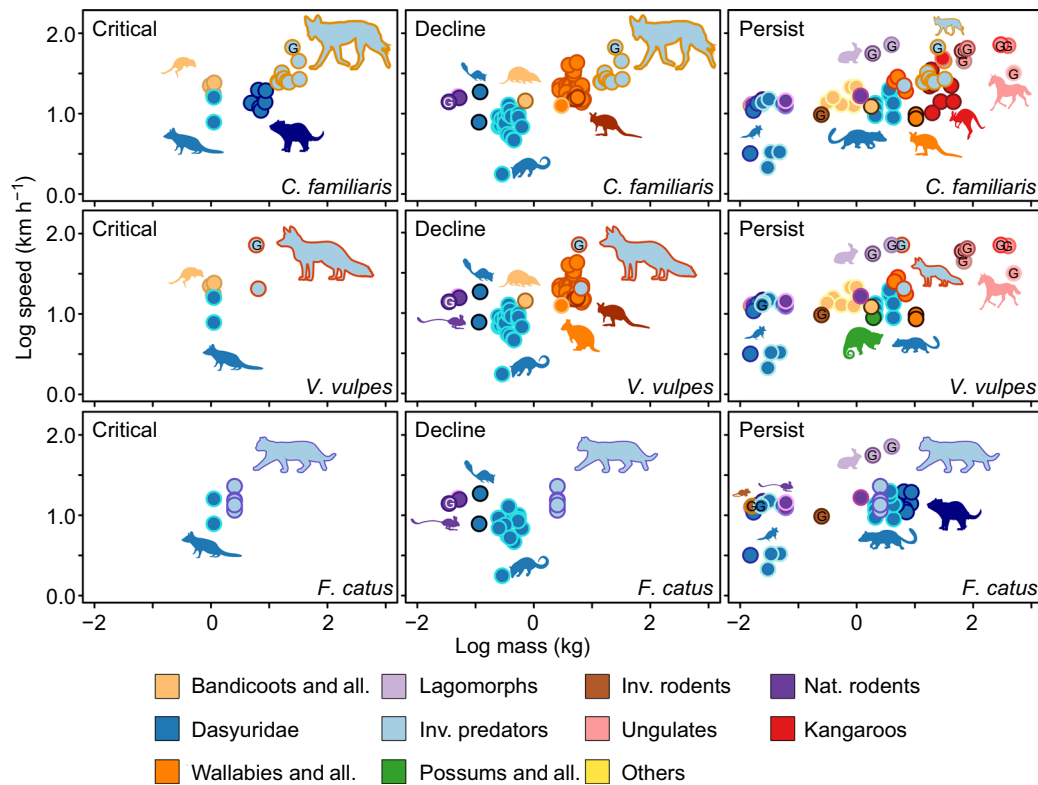 Critical
Decline
Persist
2.0
1.0
0.0
G
G
G
G
G
G
G
GG
G
C. familiaris
C. familiaris
C. familiaris
Critical
Decline
Persist
2.0
1.0
0.0
G
G
G
G
G
G
G
G
G
G
GG
G
V. vulpes
V. vulpes
V. vulpes
Critical
Decline
Persist
2.0
1.0
0.0
G
G
G
G
G
G
F. catus
F. catus
F. catus
Log speed (km h−1)
−2 0 2
−2 0 2
−2 0 2
Log mass (kg)
Bandicoots and all.
Lagomorphs
Inv. rodents
Nat. rodents
Dasyuridae
Inv. predators
Ungulates
Kangaroos
Wallabies and all.
Possums and all.
Others